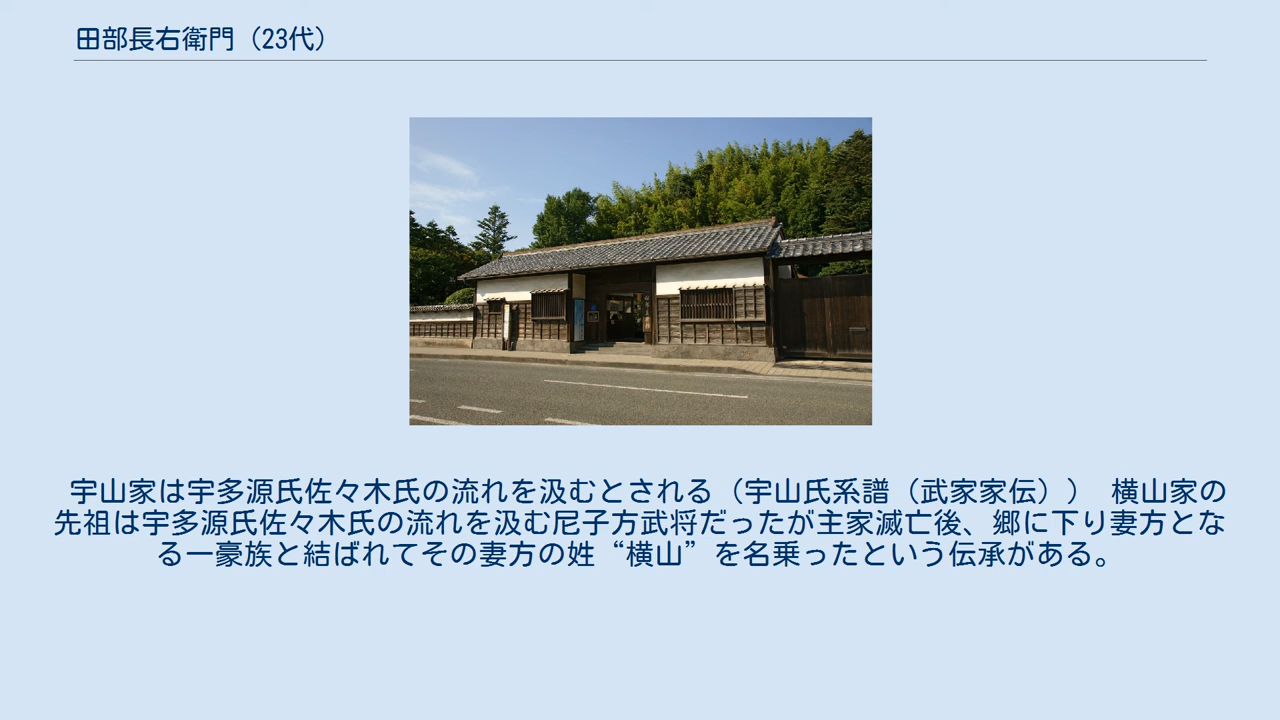 田部長右衛門（23代）
宇山家は宇多源氏佐々木氏の流れを汲むとされる（宇山氏系譜（武家家伝））　横山家の
先祖は宇多源氏佐々木氏の流れを汲む尼子方武将だったが主家滅亡後、郷に下り妻方とな
る一豪族と結ばれてその妻方の姓“横山”を名乗ったという伝承がある。